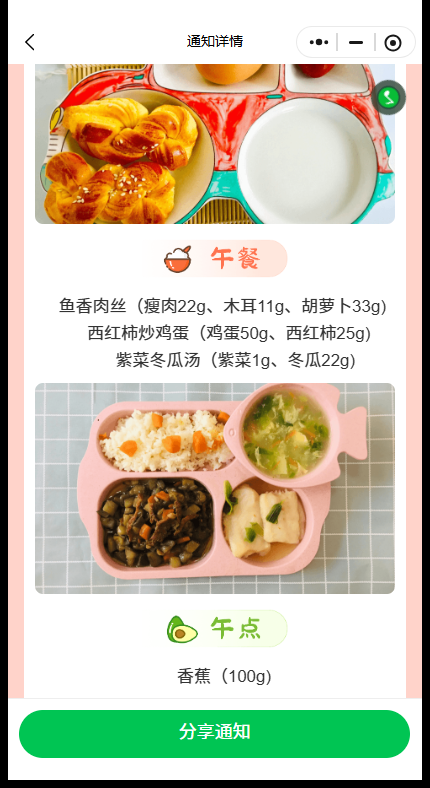 通知详情
午餐
鱼香肉丝（瘦肉22g、木耳11g、胡萝卜33g)
西红柿炒鸡蛋（鸡蛋50g、西红柿25g)
紫菜冬瓜汤（紫菜1g、冬瓜22g)
午点
香蕉（100g)
分享通知